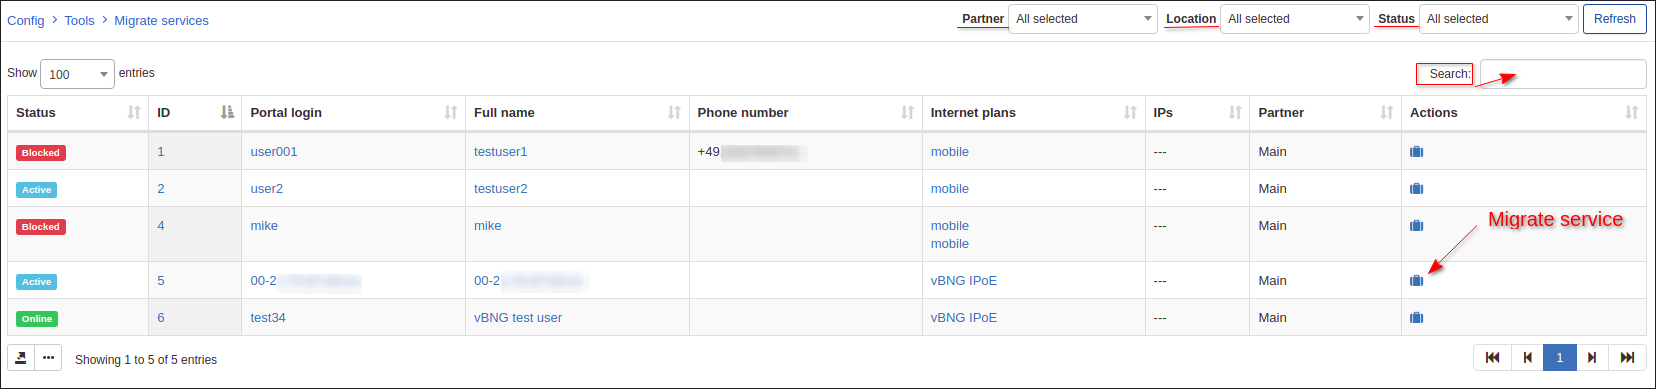 Config > Tools > Migrate services
Partner All selected Location All selected Status All selected Refresh
Show 100 entries Search:
Status ID Portal login Full name Phone number Internet plans IPs Partner Actions
Blocked 1 user001 testuser1 +49 mobile --- Main
Active 2 user2 testuser2 mobile --- Main
Blocked 4 mike mike mobile --- Main
mobile
Migrate service
Active 5 00-2 00-2 vBNG IPoE --- Main
Online 6 test34 vBNG test user vBNG IPoE --- Main
Showing 1 to 5 of 5 entries 1